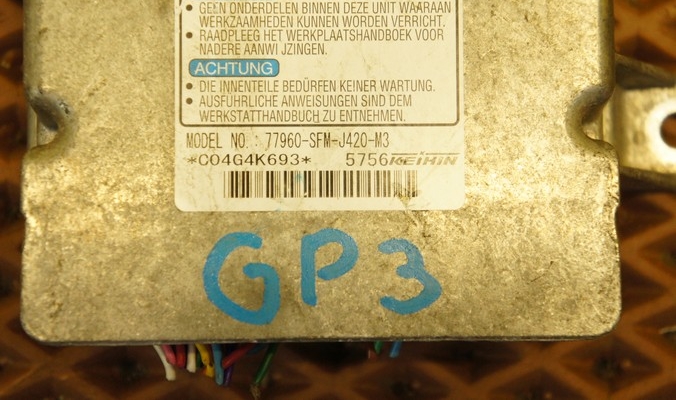 • GEEN ONDERDELEN BINNEN DEZE UNIT WAARAAN
WERKZAAMHEDEN KUNNEN WORDEN VERRICHT.
• RAADPLEEG HET WERKPLAATSHANDBOEK VOOR
NADERE AANWI JZINGEN.
ACHTUNG
• DIE INNENTEILE BEDÜRFEN KEINER WARTUNG.
• AUSFÜHRLICHE ANWEISUNGEN SIND DEM
WERKSTATTHANDBUCH ZU ENTNEHMEN.
MODEL NO.: 77960-SFM-J420-M3
*C04G4K693* 5756 KEIHIN
GP3